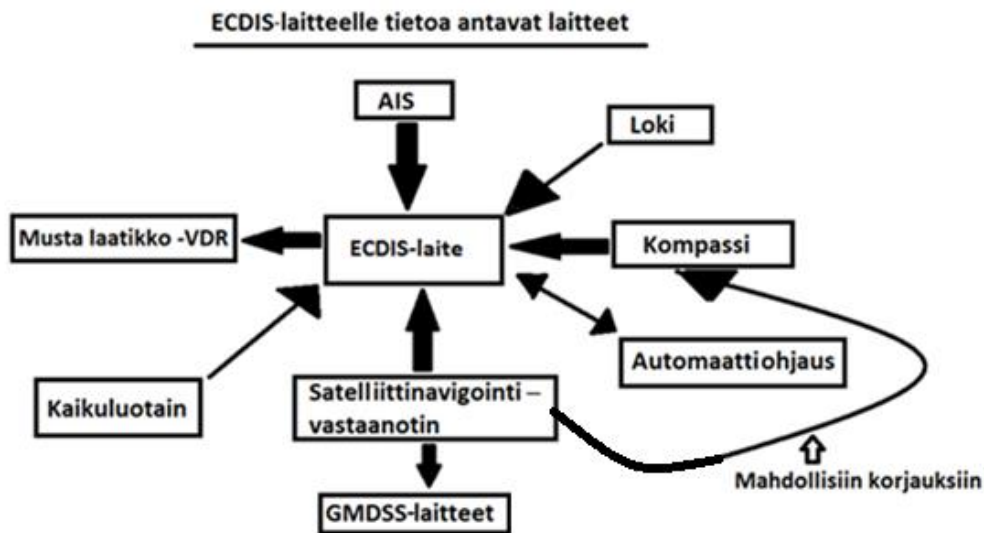 ECDIS-laitteelle tietoa antavat laitteet
AIS
Loki
Musta laatikko -VDR
ECDIS-laite
Kompassi
Automaattiohjaus
Kaikuluotain
Satelliittinavigointi –
vastaanotin
Mahdollisiin korjauksiin
GMDSS-laitteet